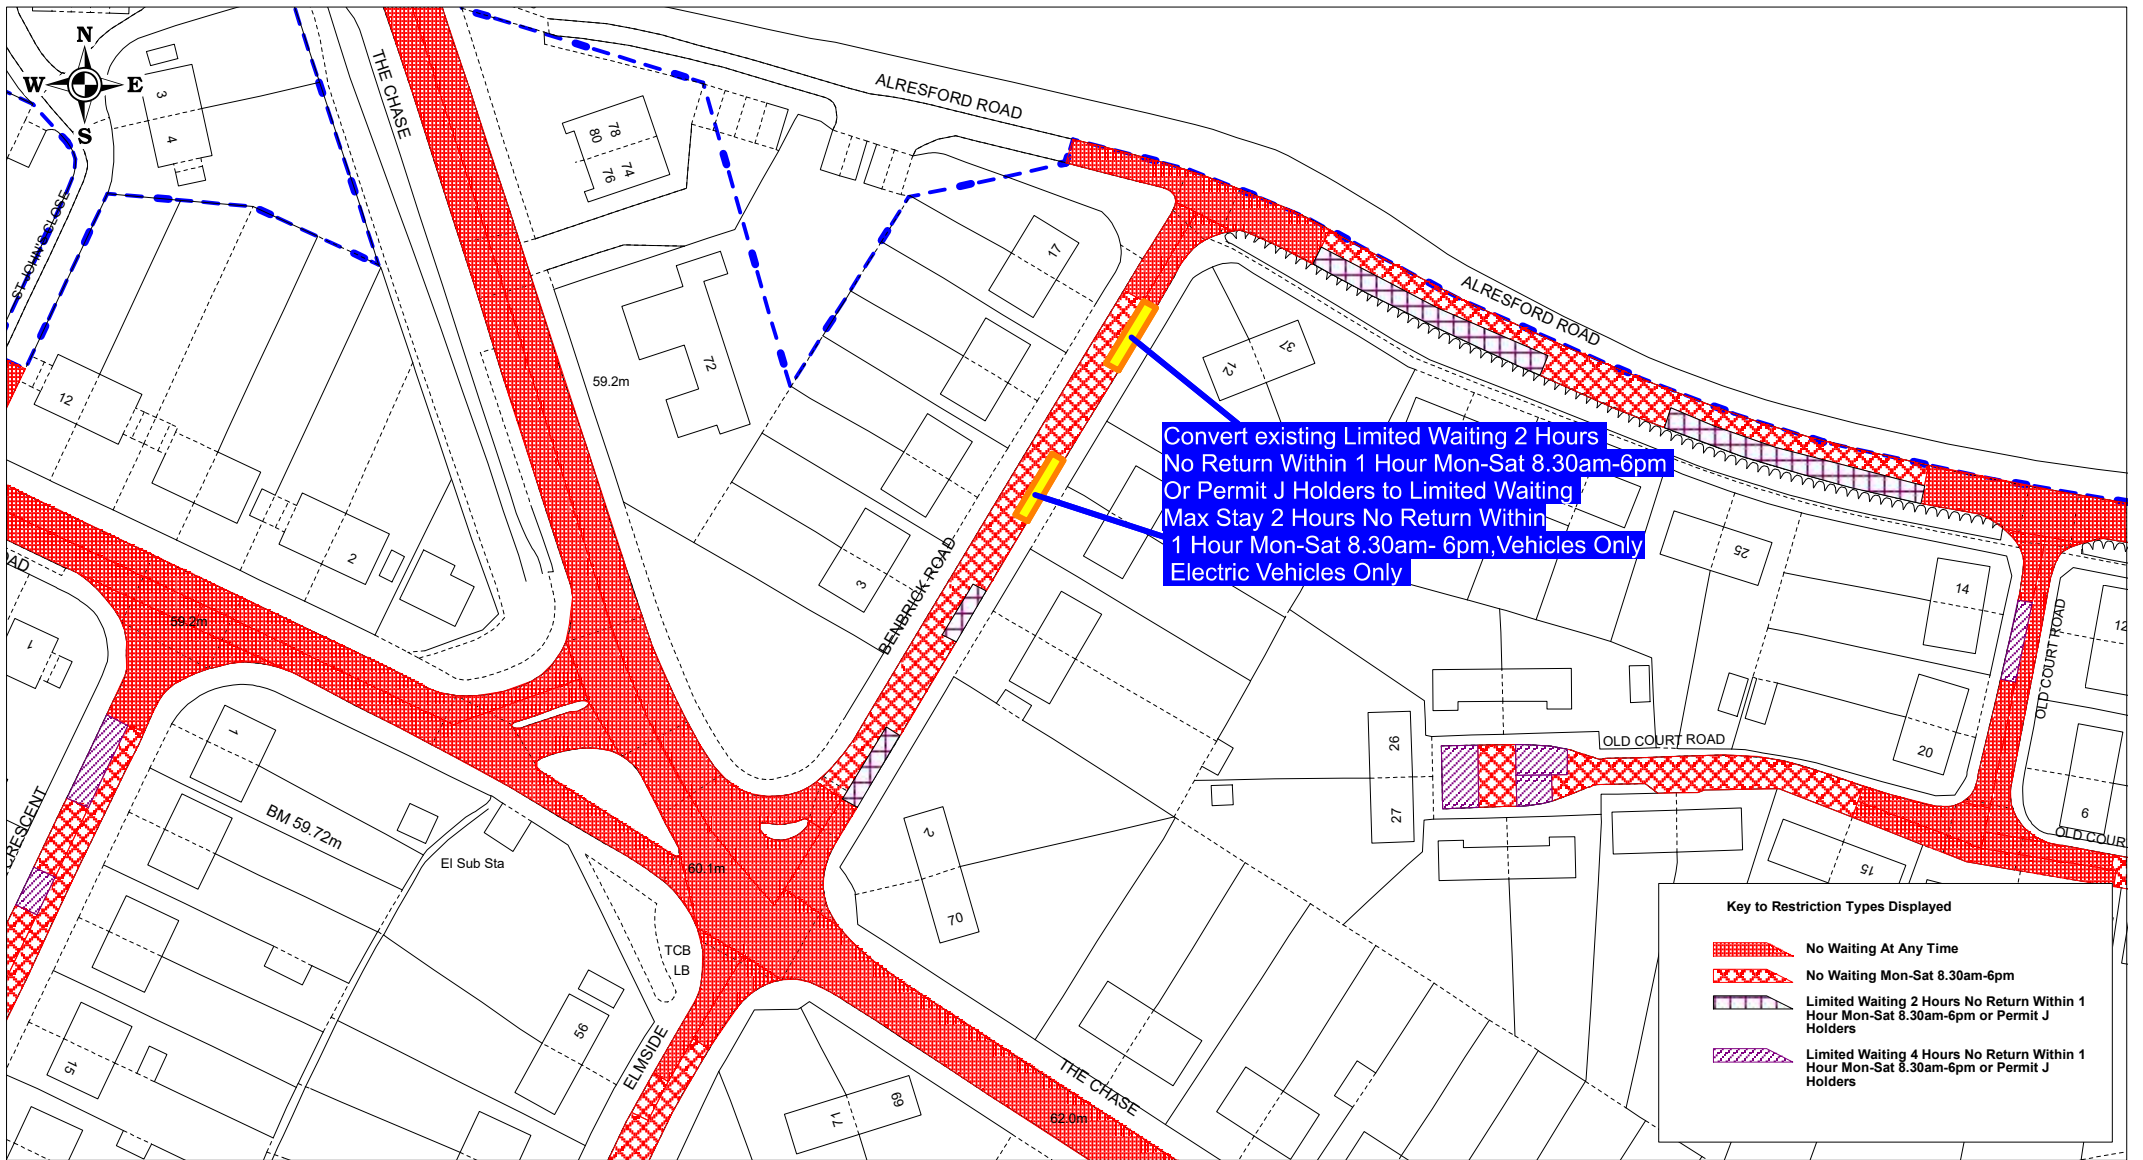 N
W
E
S
THE CHASE
ALRESFORD ROAD
3
4
80
78
76
74
ST JOHN'S CLOSE
17
ALRESFORD ROAD
72
59.2m
12
37
12
Convert existing Limited Waiting 2 Hours
No Return Within 1 Hour Mon-Sat 8.30am-6pm
Or Permit J Holders to Limited Waiting
Max Stay 2 Hours No Return Within
1 Hour Mon-Sat 8.30am- 6pm,Vehicles Only
Electric Vehicles Only
2
3
BENBRICK ROAD
25
14
12
OLD COURT ROAD
OAD
59.2m
1
1
BM 59.72m
CRESCENT
El Sub Sta
60.1m
26
27
OLD COURT ROAD
20
6
OLD COUR
15
2
70
TCB
LB
56
15
ELMSIDE
THE CHASE
62.0m
71
69
Key to Restriction Types Displayed
No Waiting At Any Time
No Waiting Mon-Sat 8.30am-6pm
Limited Waiting 2 Hours No Return Within 1
Hour Mon-Sat 8.30am-6pm or Permit J
Holders
Limited Waiting 4 Hours No Return Within 1
Hour Mon-Sat 8.30am-6pm or Permit J
Holders